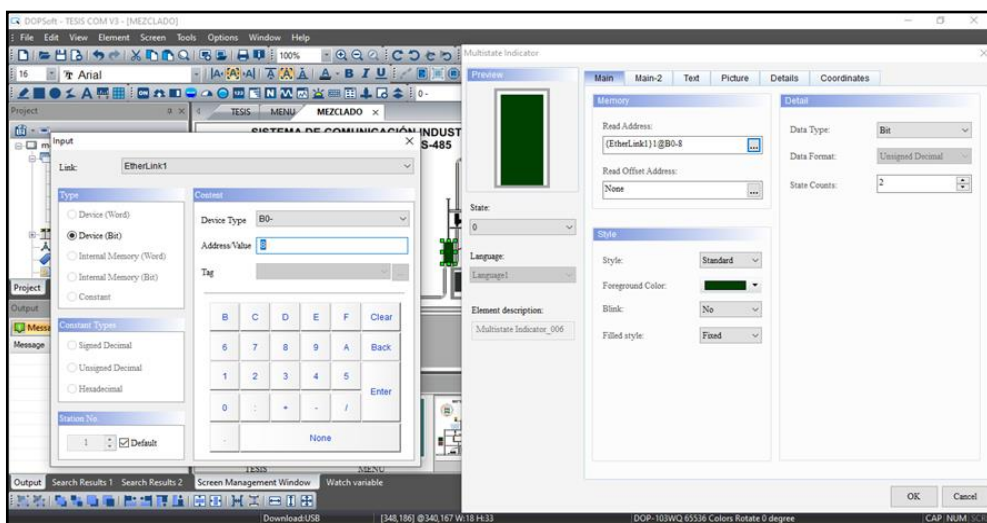 DOPSoft - TESIS COM V3 - [MEZCLADO]
File Edit View Element Screen Tools Options Window Help
100%
16 Arial
0-
Project
TESIS MENU MEZCLADO
SISTEMA DE COMUNICACIÓN INDUST
S-485
Input
Link: EtherLink1
Type
Device (Word)
Device (Bit)
Internal Memory (Word)
Internal Memory (Bit)
Constant
Constant Types
Signed Decimal
Unsigned Decimal
Hexadecimal
Station No.
1 Default
Content
Device Type B0-
Address/Value 8
Tag
B C D E F Clear
6 7 8 9 A Back
1 2 3 4 5 Enter
0 : + - /
. None
Project
Output
Messa
Message
TESIS MENU
Output Search Results 1 Search Results 2 Screen Management Window Watch variable
Download:USB [348,186] @340,167 W:18 H:33 DOP-103WQ 65536 Colors Rotate 0 degree CAP NUM SCR
Multistate Indicator
Preview
State:
0
Language:
Language1
Element description:
Multistate Indicator_006
Main Main-2 Text Picture Details Coordinates
Memory
Read Address:
{EtherLink1}1@B0-8 ...
Read Offset Address:
None ...
Style
Style: Standard
Foreground Color:
Blink: No
Filled style: Fixed
Detail
Data Type: Bit
Data Format: Unsigned Decimal
State Counts: 2
OK Cancel